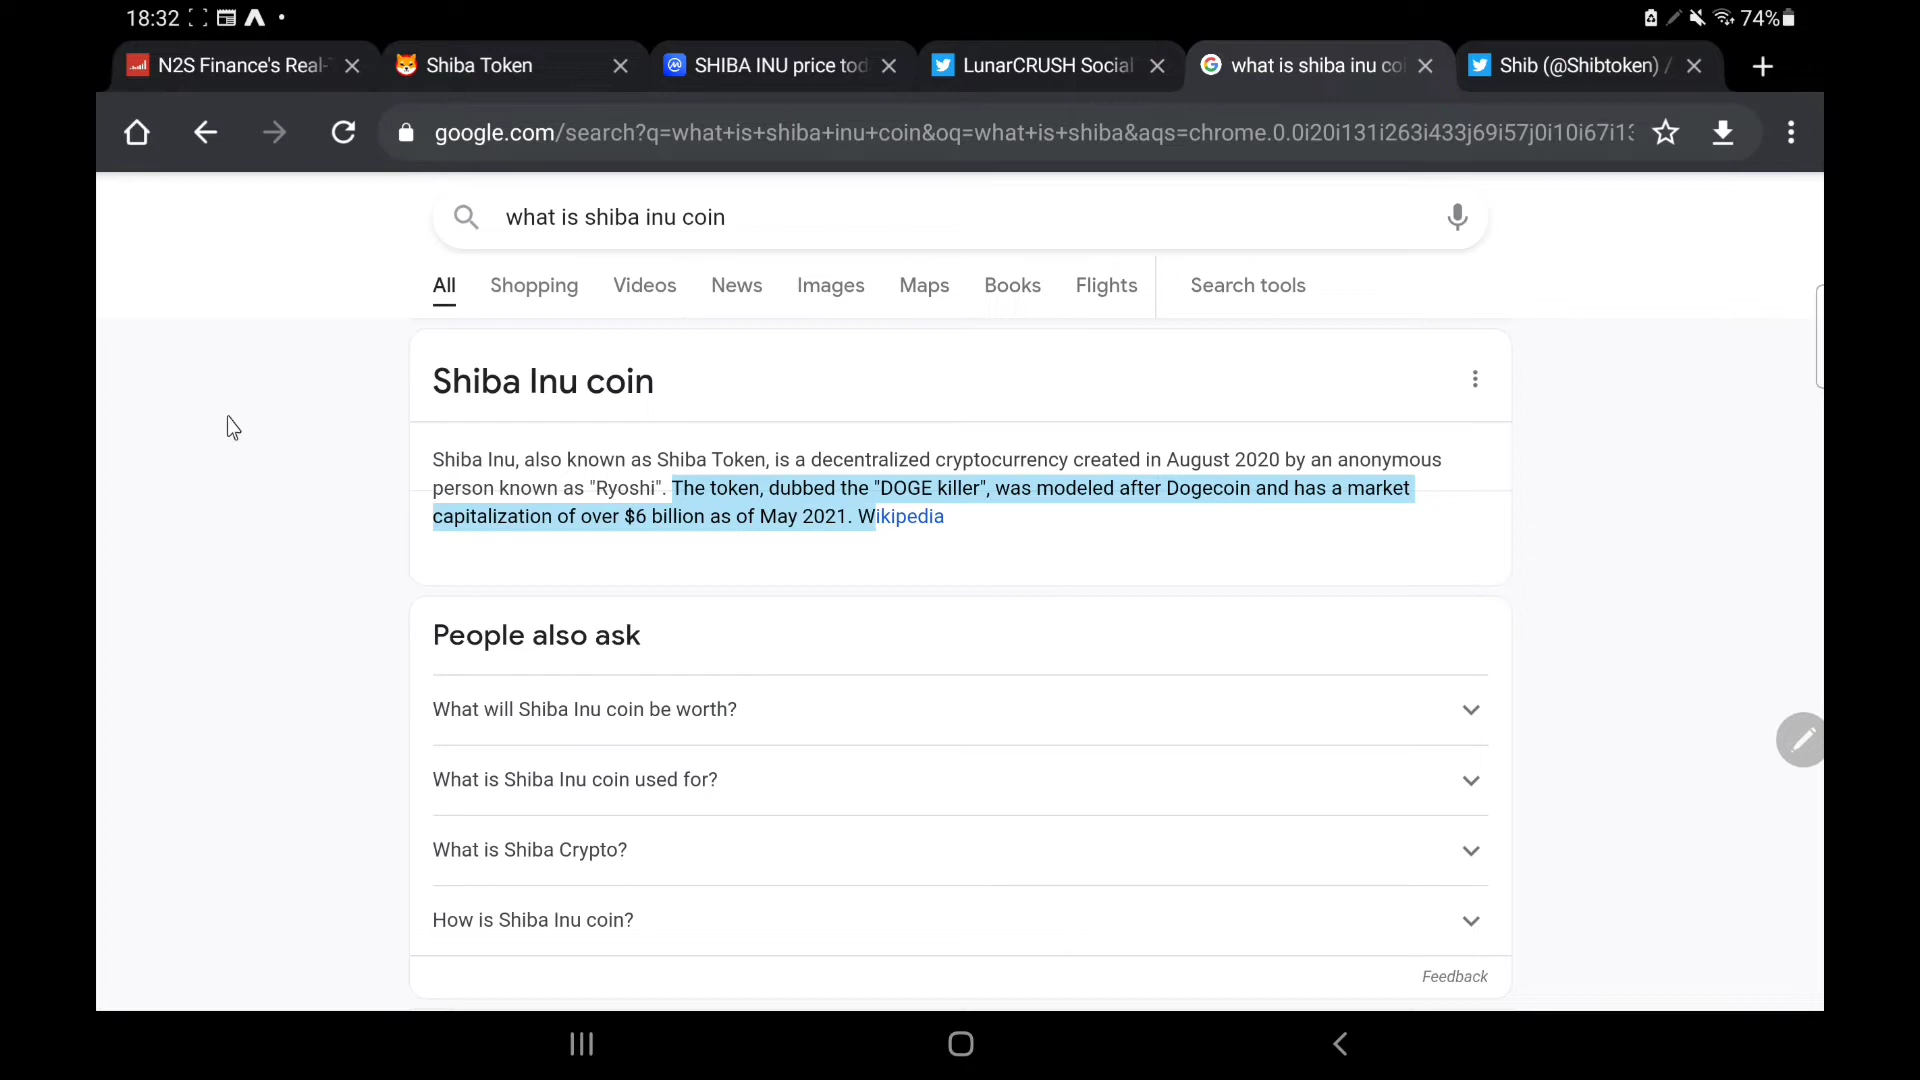 18:32
74%
N2S Finance's Real-
Shiba Token
SHIBA INU price tod
LunarCRUSH Social
what is shiba inu coi
Shib (@Shibtoken) /
google.com/search?q=what+is+shiba+inu+coin&oq=what+is+shiba&aqs=chrome.0.0i20i131i263i433j69i57j0i10i67i13
what is shiba inu coin
All
Shopping
Videos
News
Images
Maps
Books
Flights
Search tools
Shiba Inu coin
Shiba Inu, also known as Shiba Token, is a decentralized cryptocurrency created in August 2020 by an anonymous
person known as "Ryoshi". The token, dubbed the "DOGE killer", was modeled after Dogecoin and has a market
capitalization of over $6 billion as of May 2021. Wikipedia
People also ask
What will Shiba Inu coin be worth?
What is Shiba Inu coin used for?
What is Shiba Crypto?
How is Shiba Inu coin?
Feedback